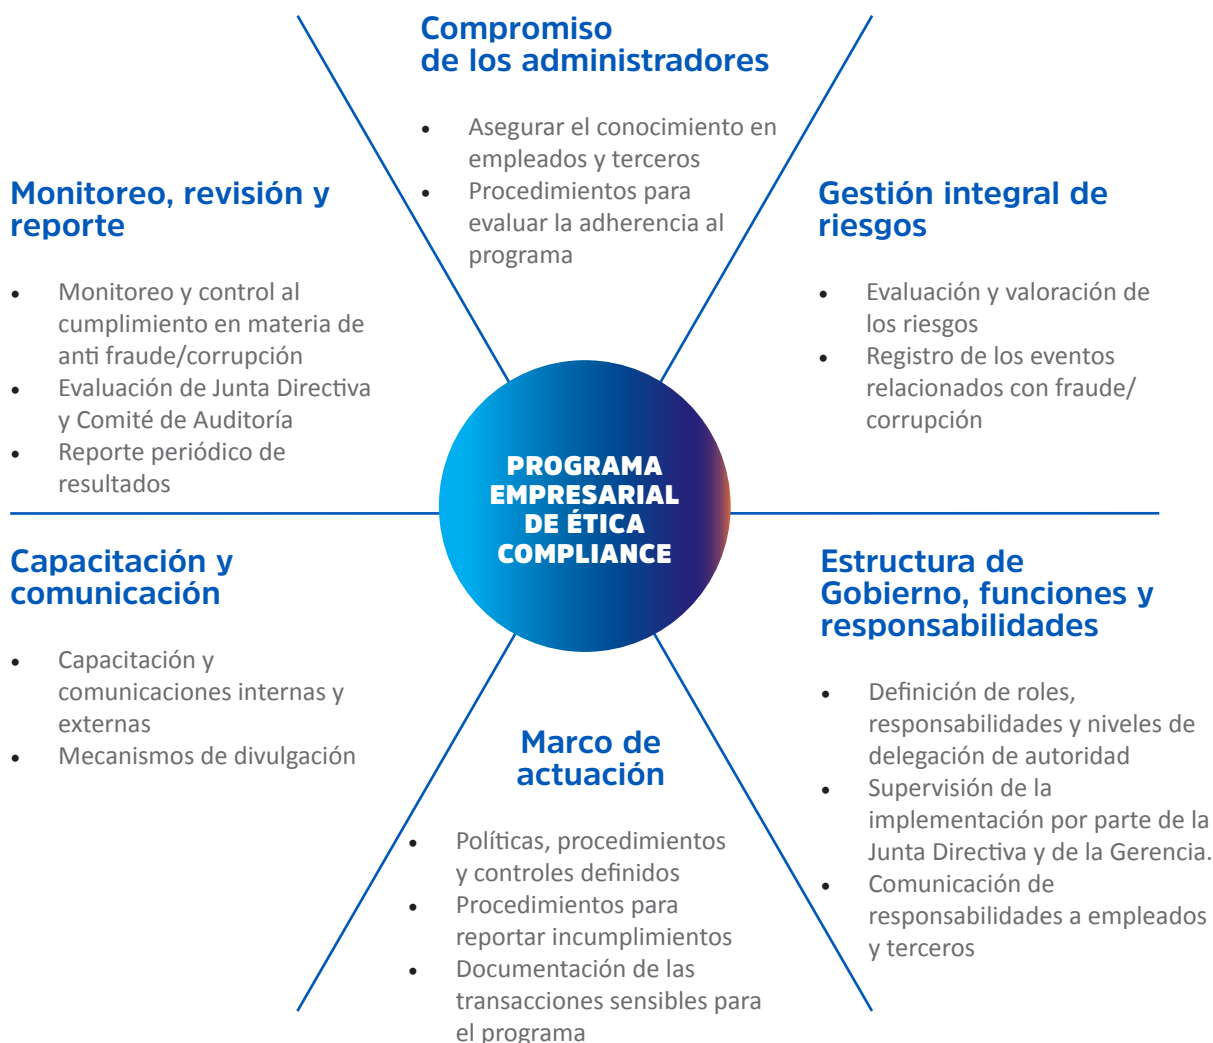 Compromiso
de los administradores
• Asegurar el conocimiento en
empleados y terceros
• Procedimientos para
evaluar la adherencia al
programa
Monitoreo, revisión y
reporte
• Monitoreo y control al
cumplimiento en materia de
anti fraude/corrupción
• Evaluación de Junta Directiva
y Comité de Auditoría
• Reporte periódico de
resultados
Gestión integral de
riesgos
• Evaluación y valoración de
los riesgos
• Registro de los eventos
relacionados con fraude/
corrupción
PROGRAMA
EMPRESARIAL
DE ÉTICA
COMPLIANCE
Capacitación y
comunicación
• Capacitación y
comunicaciones internas y
externas
• Mecanismos de divulgación
Estructura de
Gobierno, funciones y
responsabilidades
• Definición de roles,
responsabilidades y niveles de
delegación de autoridad
• Supervisión de la
implementación por parte de la
Junta Directiva y de la Gerencia.
• Comunicación de
responsabilidades a empleados
y terceros
Marco de
actuación
• Políticas, procedimientos
y controles definidos
• Procedimientos para
reportar incumplimientos
• Documentación de las
transacciones sensibles para
el programa